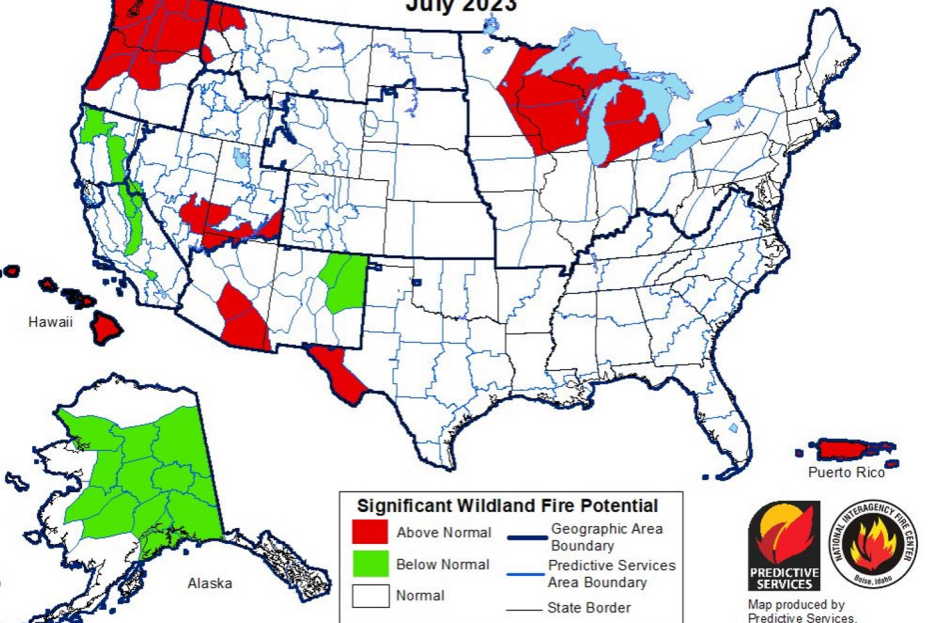 July 2023
Hawaii
Puerto Rico
Alaska
Significant Wildland Fire Potential
Above Normal
Below Normal
Normal
Geographic Area
Boundary
Predictive Services
Area Boundary
State Border
PREDICTIVE
SERVICES
NATIONAL INTERAGENCY FIRE CENTER
Boise, Idaho
Map produced by
Predictive Services,